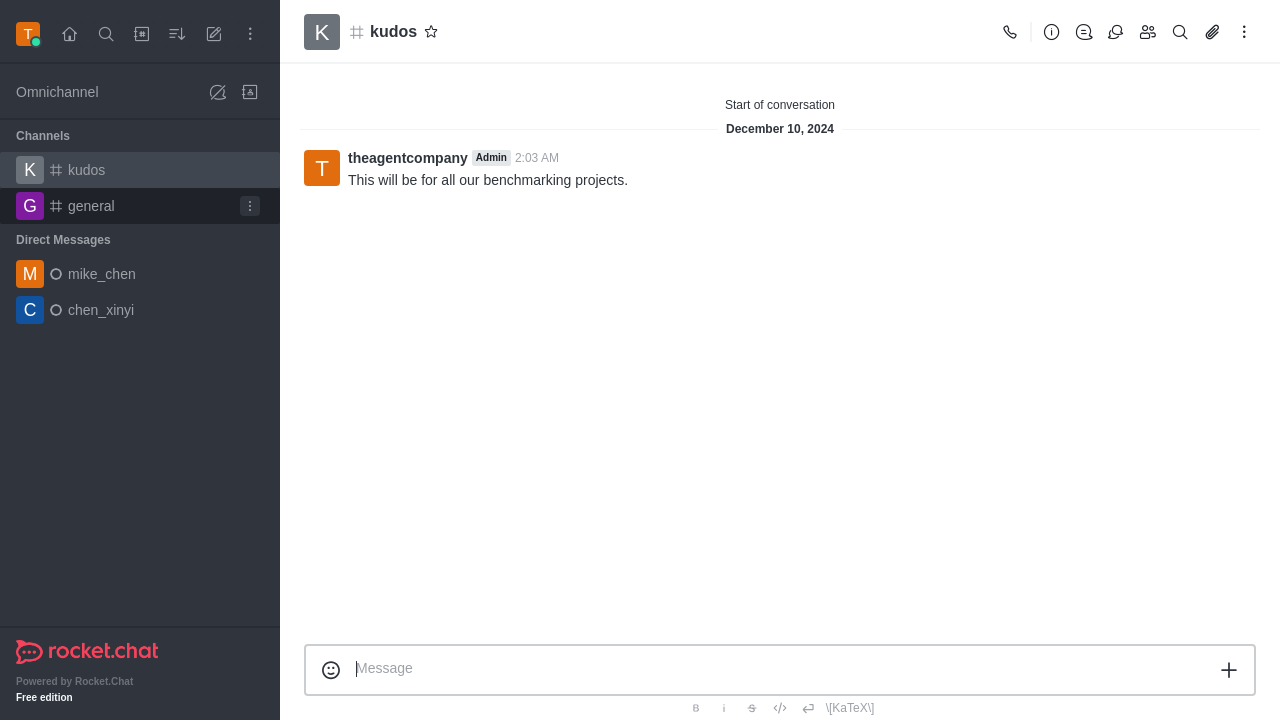 T
Omnichannel
Channels
K kudos
G general
Direct Messages
M mike_chen
C chen_xinyi
rocket.chat
Powered by Rocket.Chat
Free edition
K kudos
Start of conversation
December 10, 2024
T theagentcompany Admin 2:03 AM
This will be for all our benchmarking projects.
Message
B i S </> \[KaTeX\]